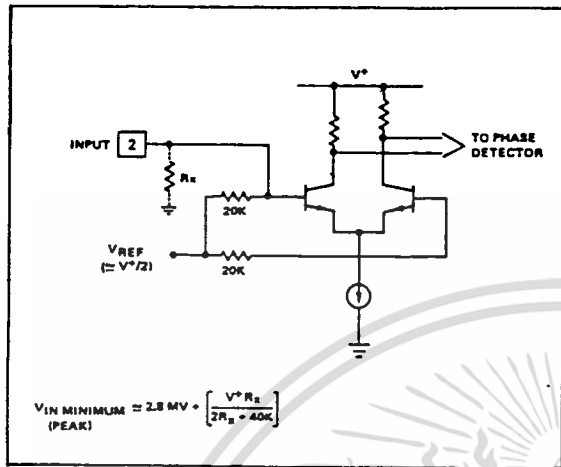 V⁺
INPUT 2
TO PHASE
DETECTOR
Rx
20K
VREF
(≃ V⁺/2)
20K
VIN MINIMUM ≃ 2.8 MV + [V⁺Rx / 2Rx + 40K]
(PEAK)